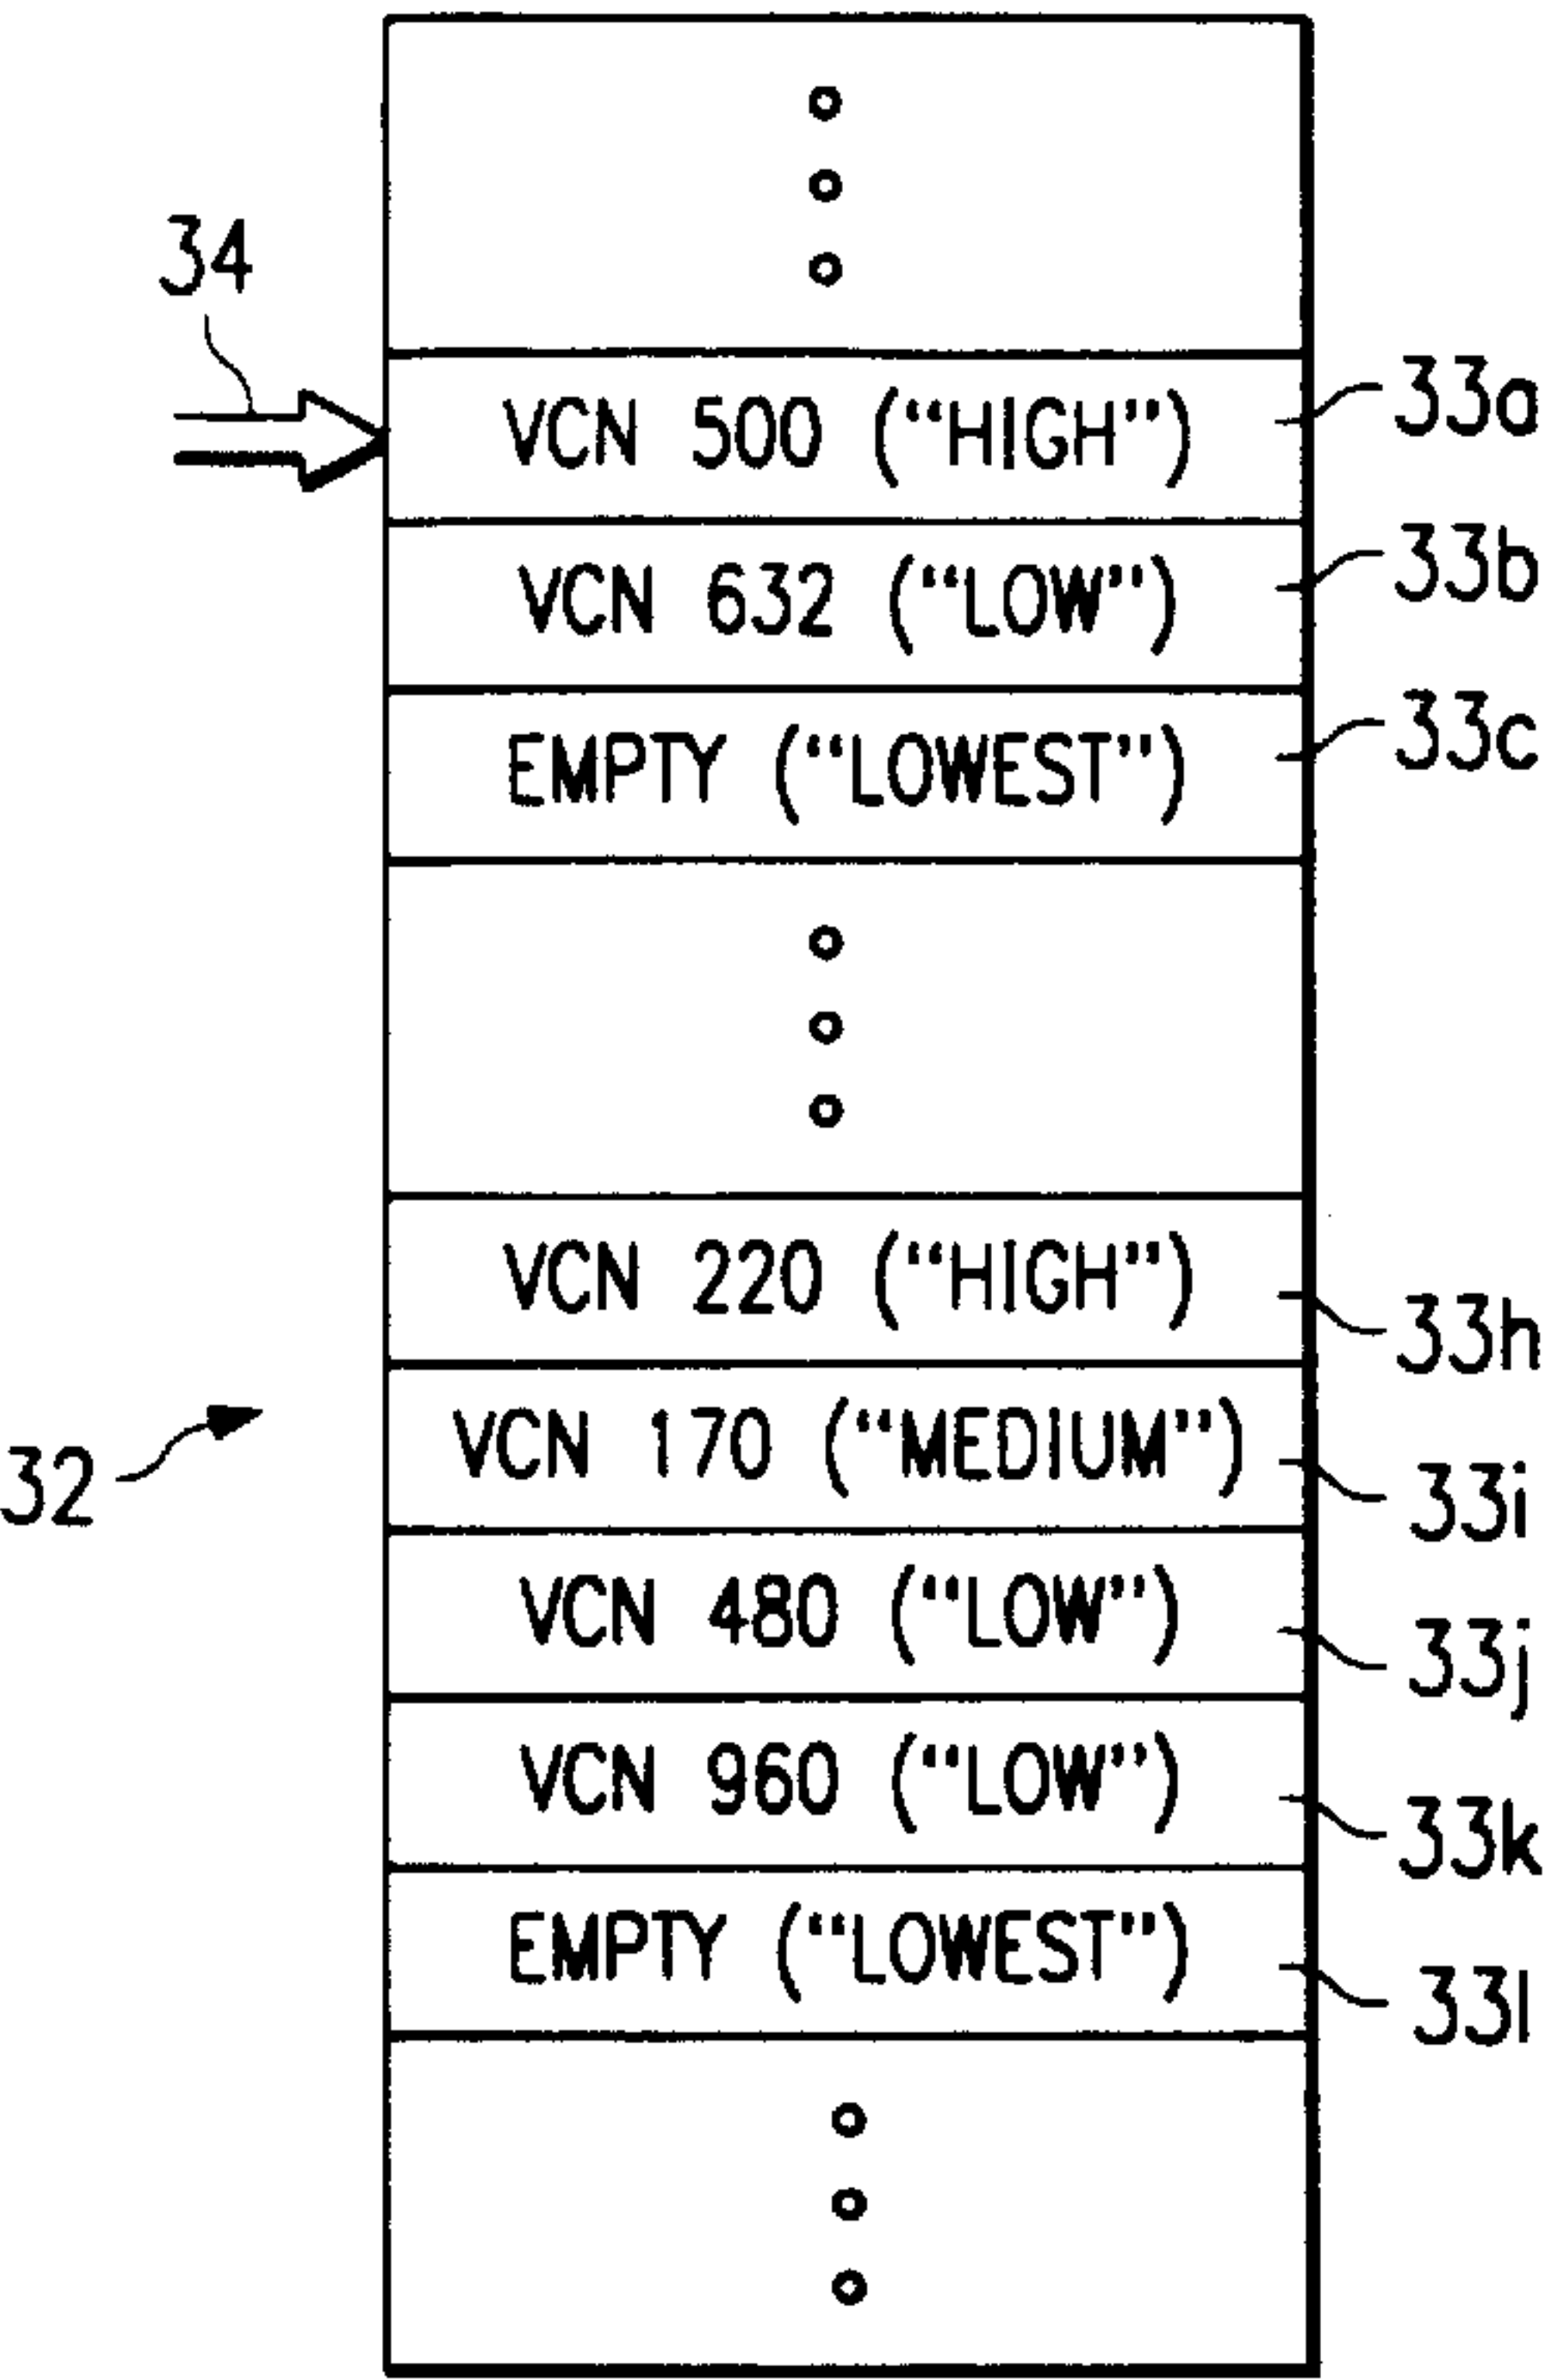 34
VCN 500 (“HIGH”) 33a
VCN 632 (“LOW”) 33b
EMPTY (“LOWEST”) 33c
VCN 220 (“HIGH”) 33h
VCN 170 (“MEDIUM”) 33i
32
VCN 480 (“LOW”) 33j
VCN 960 (“LOW”) 33k
EMPTY (“LOWEST”) 33l